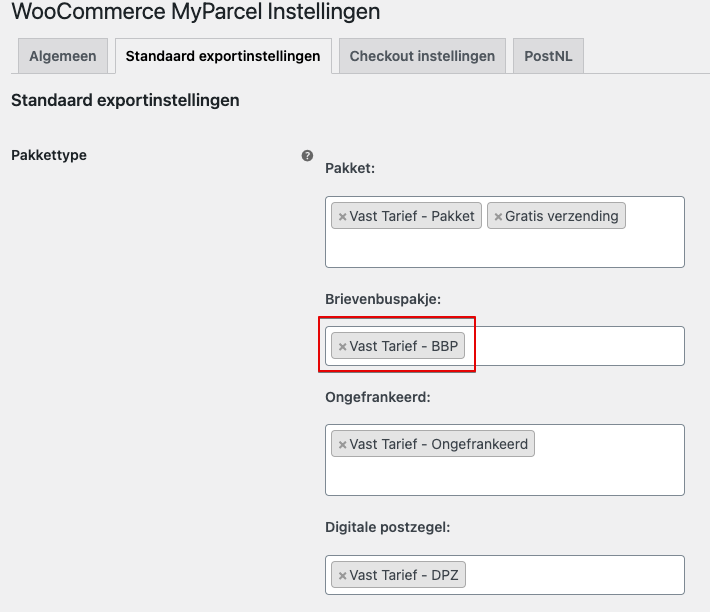 WooCommerce MyParcel Instellingen
Algemeen Standaard exportinstellingen Checkout instellingen PostNL
Standaard exportinstellingen
Pakkettype ?
Pakket:
× Vast Tarief - Pakket × Gratis verzending
Brievenbuspakje:
× Vast Tarief - BBP
Ongefrankeerd:
× Vast Tarief - Ongefrankeerd
Digitale postzegel:
× Vast Tarief - DPZ